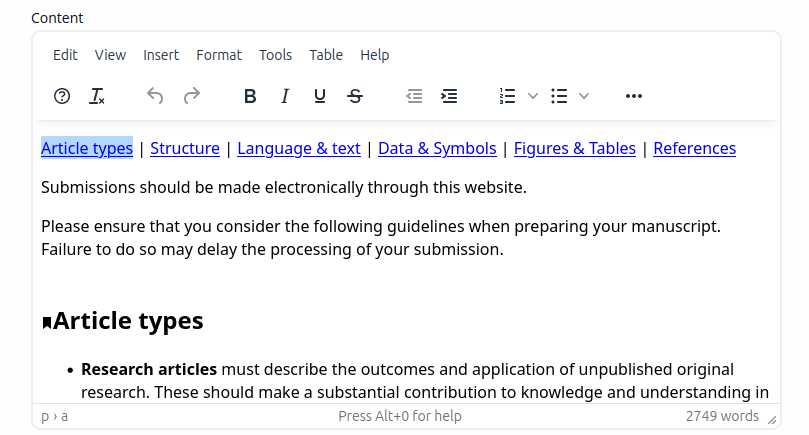 Content
Edit View Insert Format Tools Table Help
B I U S
Article types | Structure | Language & text | Data & Symbols | Figures & Tables | References
Submissions should be made electronically through this website.
Please ensure that you consider the following guidelines when preparing your manuscript.
Failure to do so may delay the processing of your submission.
Article types
• Research articles must describe the outcomes and application of unpublished original
research. These should make a substantial contribution to knowledge and understanding in
p › a Press Alt+0 for help 2749 words